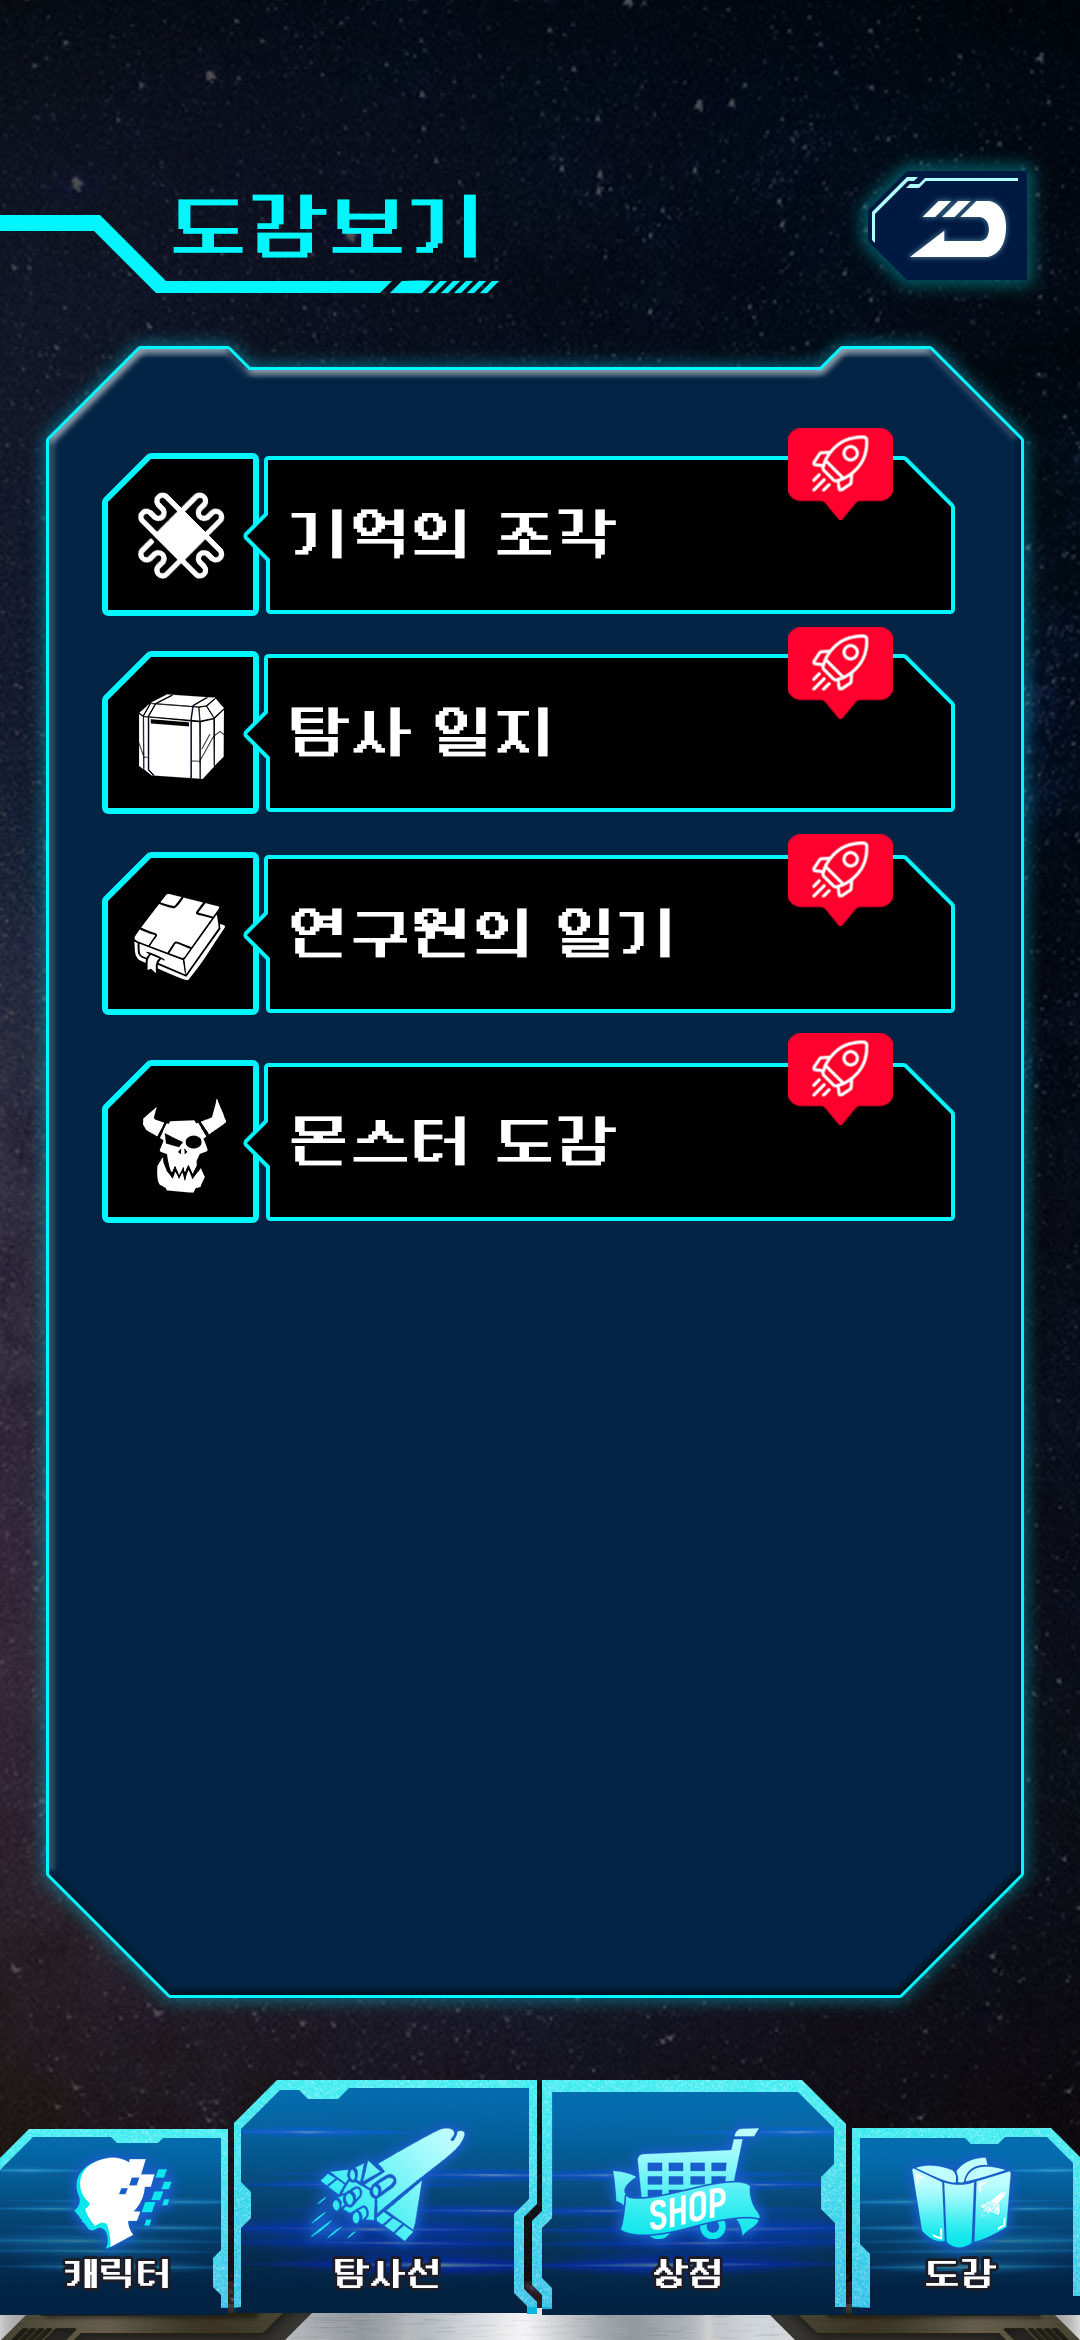 도감보기
기억의 조각
탐사 일지
연구원의 일기
몬스터 도감
SHOP
캐릭터
탐사선
상점
도감